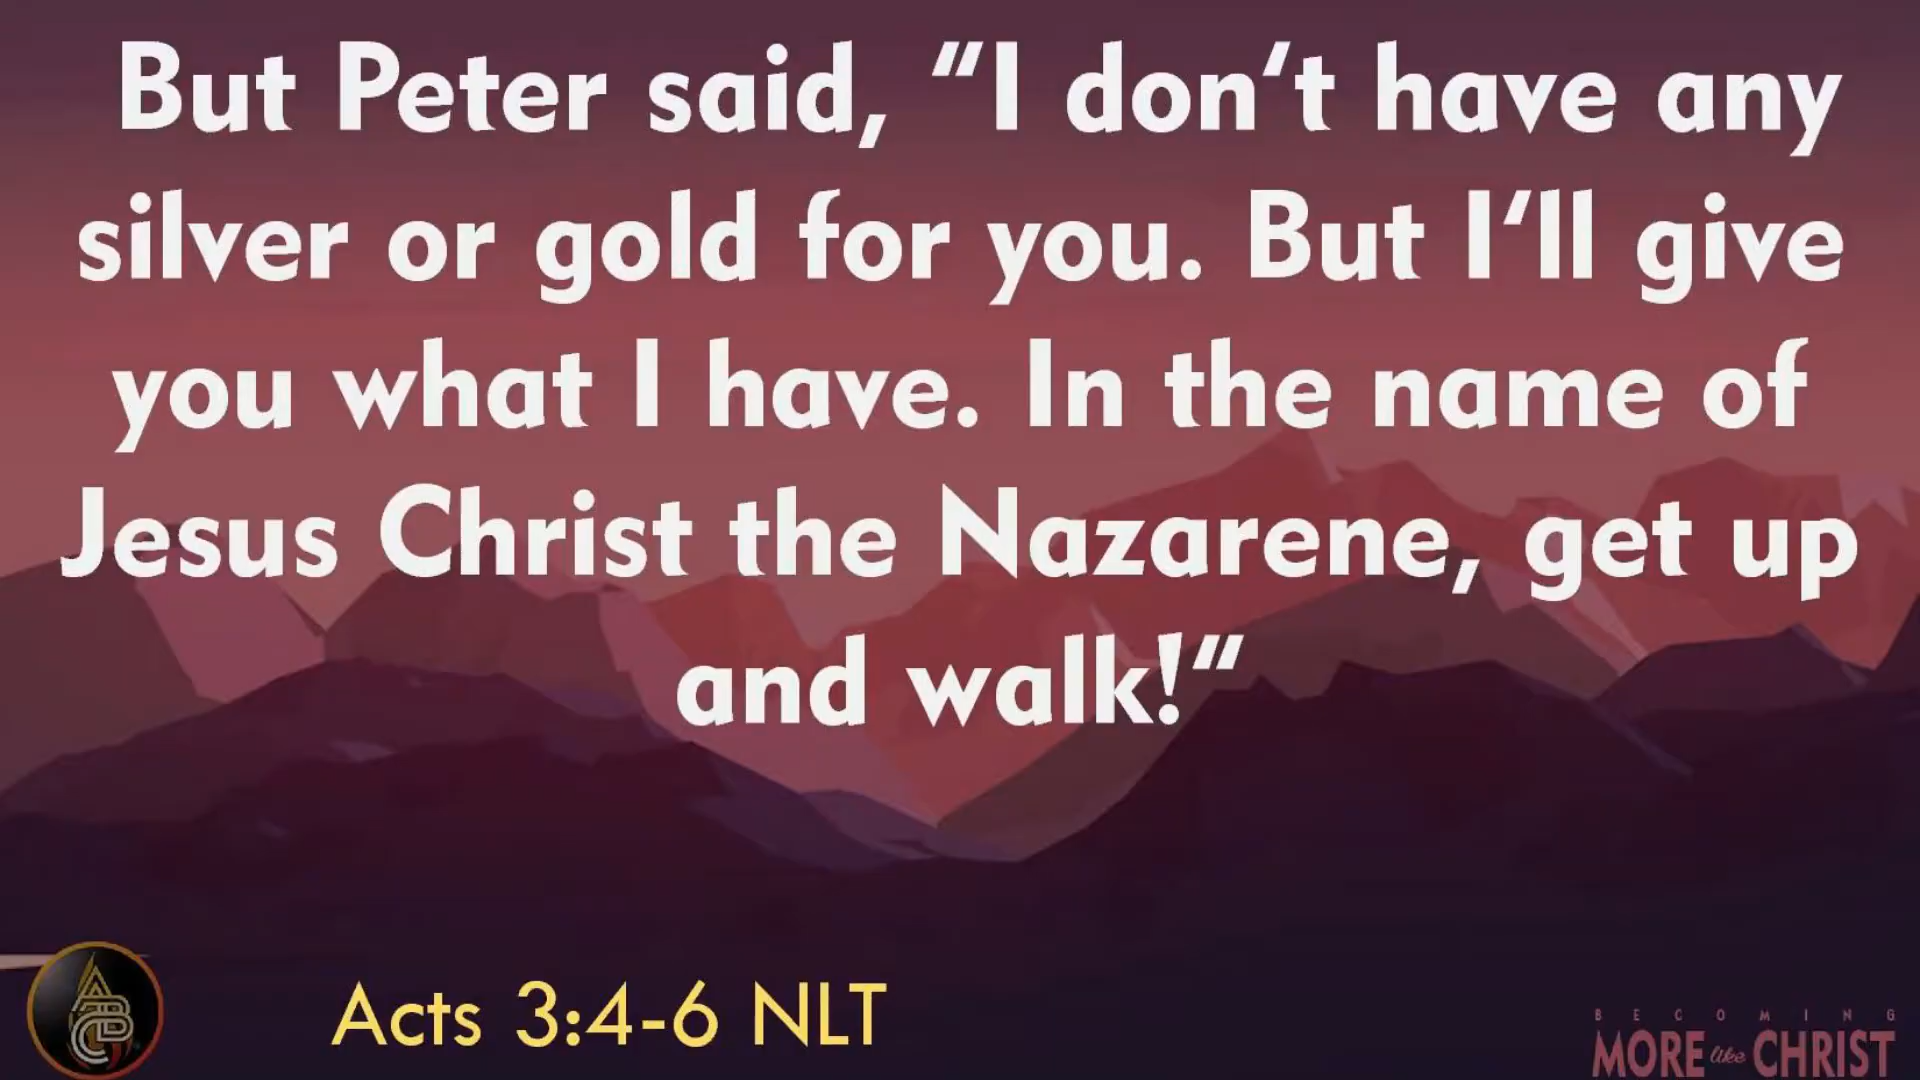 But Peter said, “I don‘t have any
silver or gold for you. But I‘ll give
you what I have. In the name of
Jesus Christ the Nazarene, get up
and walk!“
Acts 3:4-6 NLT
BECOMING
MORE like CHRIST